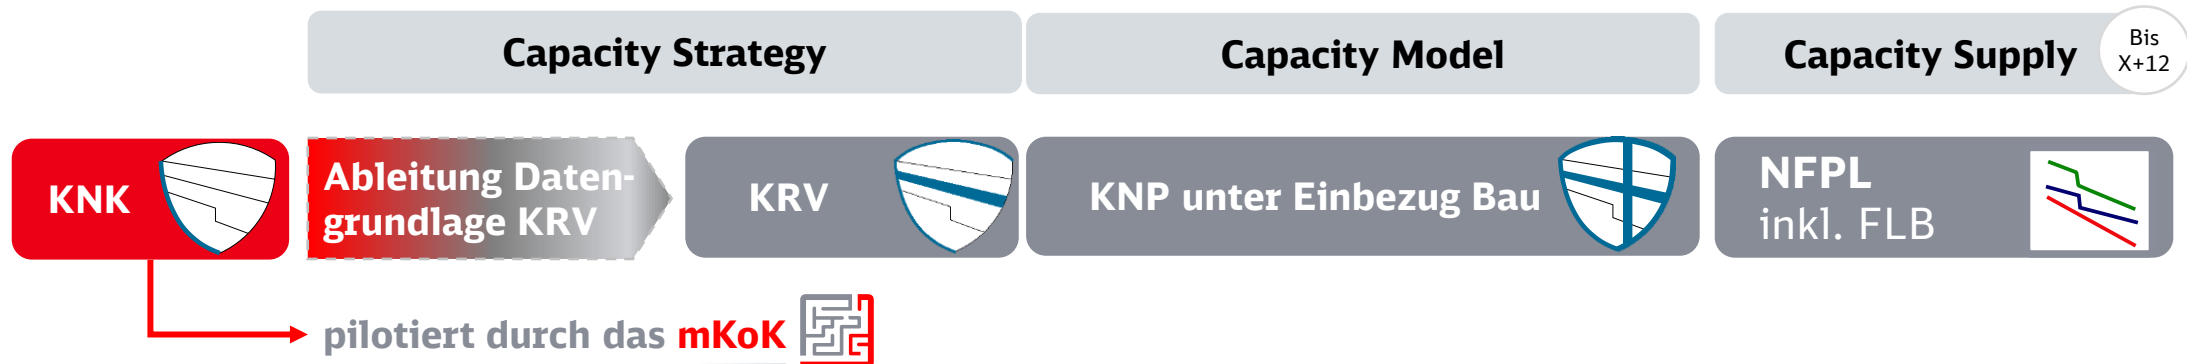 Capacity Strategy
Capacity Model
Capacity Supply
Bis
X+12
KNK
Ableitung Daten-
grundlage KRV
KRV
KNP unter Einbezug Bau
NFPL
inkl. FLB
pilotiert durch das mKoK